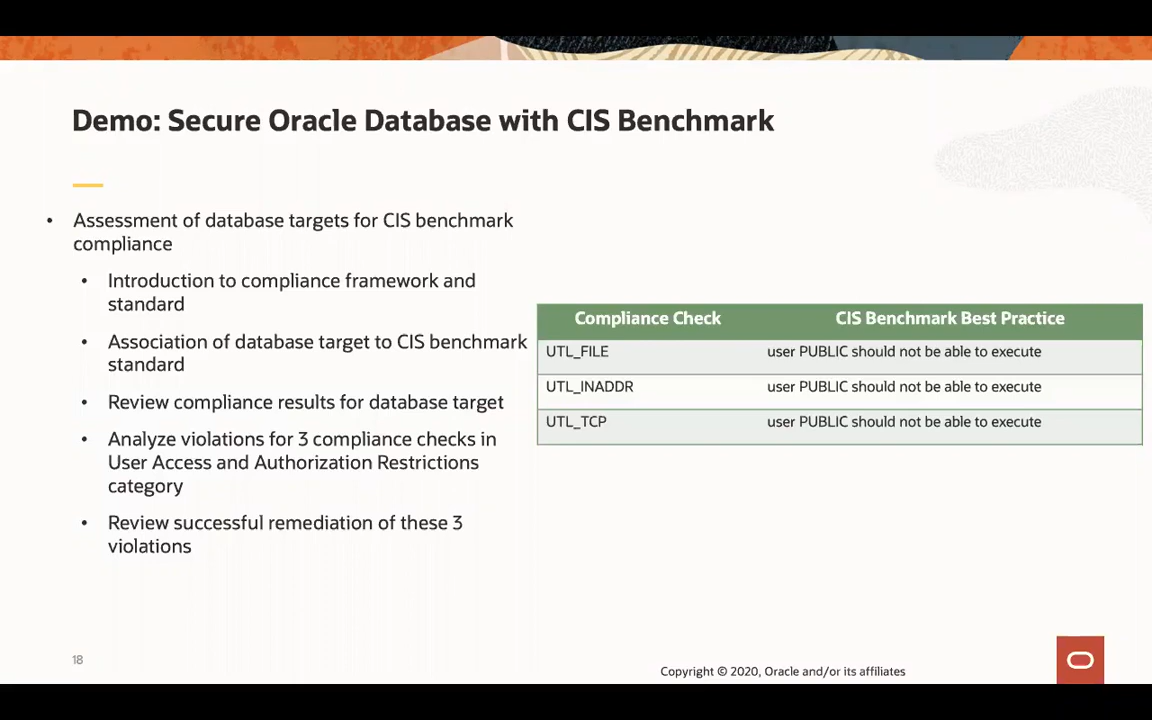 Demo: Secure Oracle Database with CIS Benchmark
• Assessment of database targets for CIS benchmark
compliance
• Introduction to compliance framework and
standard
• Association of database target to CIS benchmark
standard
• Review compliance results for database target
• Analyze violations for 3 compliance checks in
User Access and Authorization Restrictions
category
• Review successful remediation of these 3
violations
Compliance Check CIS Benchmark Best Practice
UTL_FILE user PUBLIC should not be able to execute
UTL_INADDR user PUBLIC should not be able to execute
UTL_TCP user PUBLIC should not be able to execute
18
Copyright © 2020, Oracle and/or its affiliates